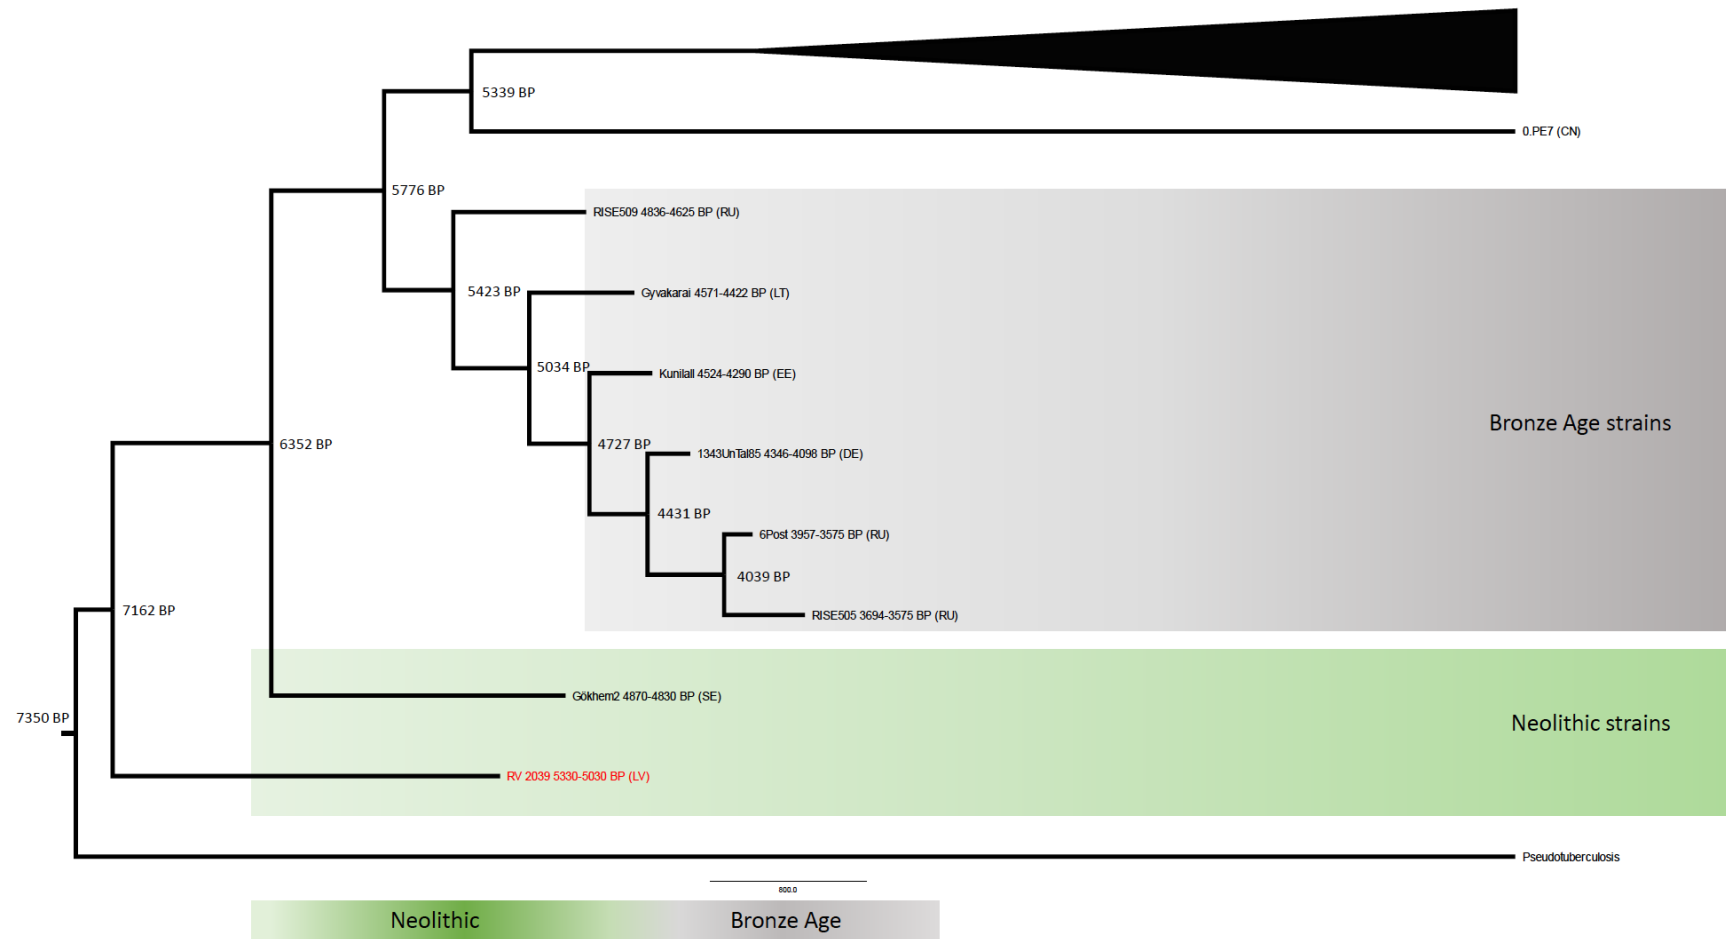 5339 BP
0.PE7 (CN)
5776 BP
RISE509 4836-4625 BP (RU)
5423 BP
Gyvakarai 4571-4422 BP (LT)
5034 BP
Kunilall 4524-4290 BP (EE)
Bronze Age strains
6352 BP
4727 BP
1343UnTal85 4346-4098 BP (DE)
4431 BP
6Post 3957-3575 BP (RU)
4039 BP
7162 BP
RISE505 3694-3575 BP (RU)
Gökhem2 4870-4830 BP (SE)
7350 BP
Neolithic strains
RV 2039 5330-5030 BP (LV)
Pseudotuberculosis
800.0
Neolithic
Bronze Age